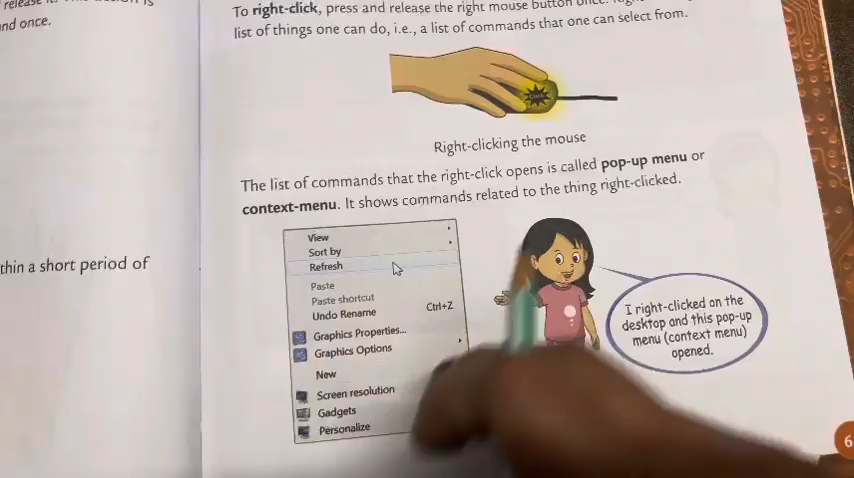 release it.
nd once.
thin a short period of
To right-click, press and release the right mouse button once.
list of things one can do, i.e., a list of commands that one can select from.
Click
Right-clicking the mouse
The list of commands that the right-click opens is called pop-up menu or
context-menu. It shows commands related to the thing right-clicked.
View
Sort by
Refresh
Paste
Paste shortcut
Undo Rename Ctrl+Z
Graphics Properties...
Graphics Options
New
Screen resolution
Gadgets
Personalize
I right-clicked on the
desktop and this pop-up
menu (context menu)
opened.
6